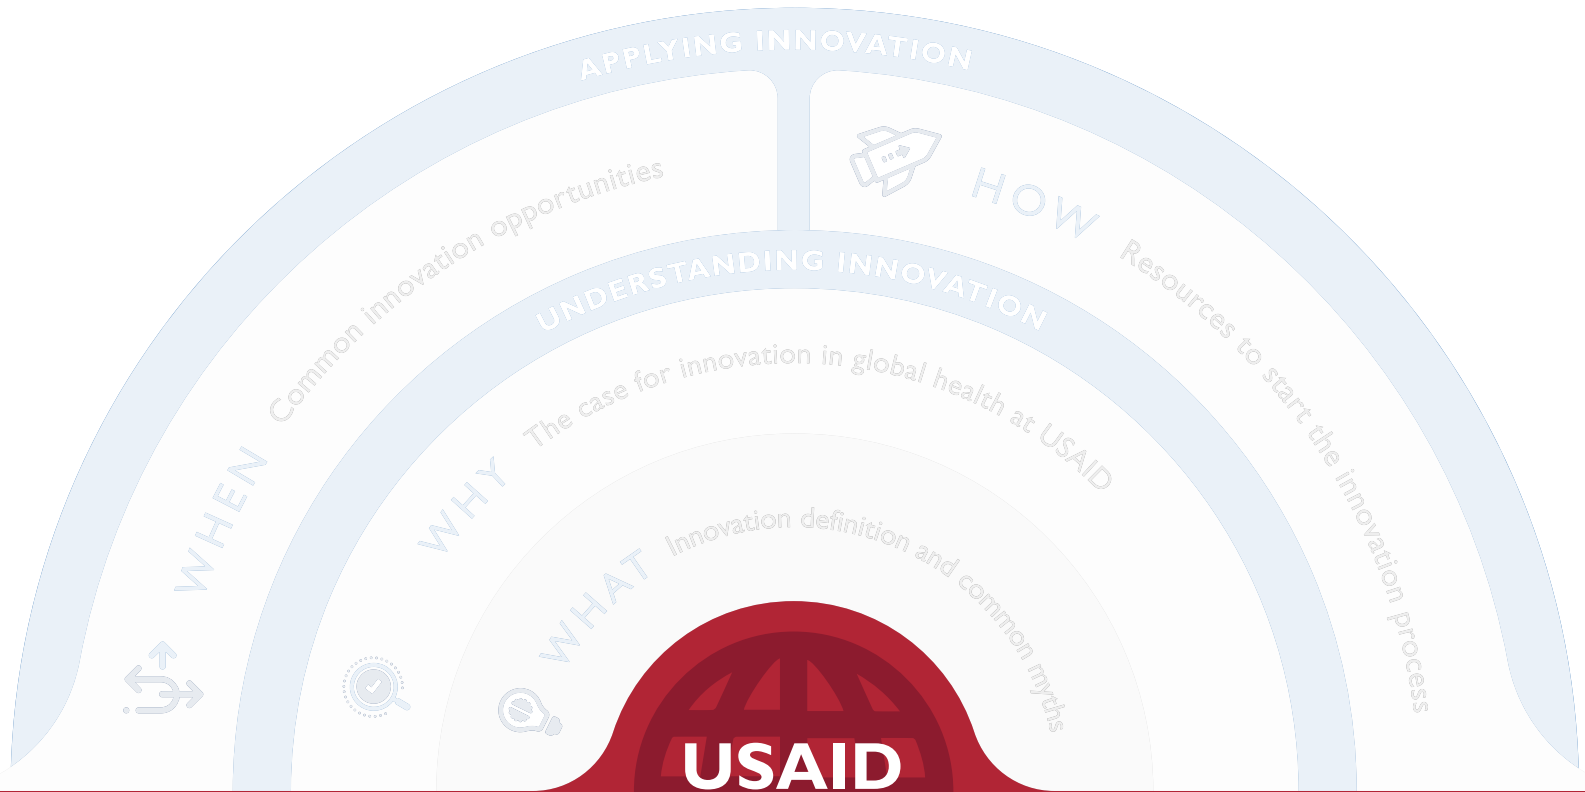 APPLYING INNOVATION
WHEN Common innovation opportunities
HOW Resources to start the innovation process
UNDERSTANDING INNOVATION
WHY The case for innovation in global health at USAID
WHAT Innovation definition and common myths
USAID